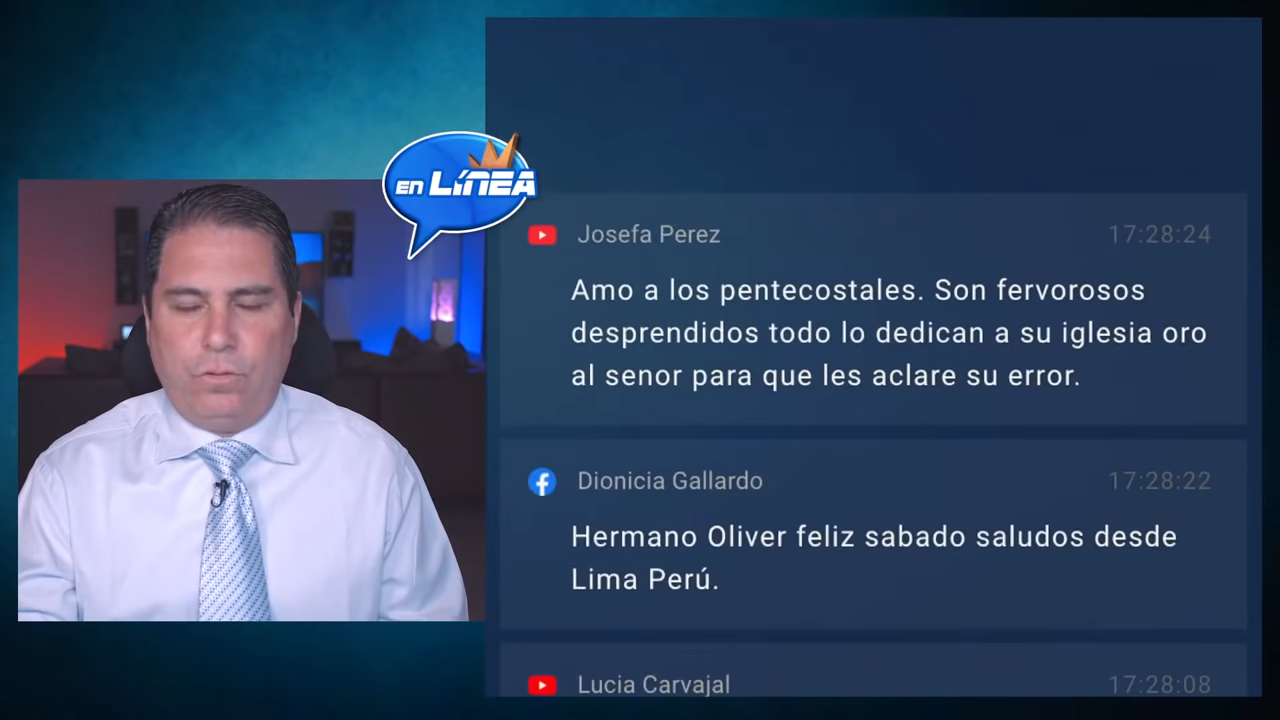 En LÍnEA
Josefa Perez 17:28:24
Amo a los pentecostales. Son fervorosos
desprendidos todo lo dedican a su iglesia oro
al senor para que les aclare su error.
Dionicia Gallardo 17:28:22
Hermano Oliver feliz sabado saludos desde
Lima Perú.
Lucia Carvajal 17:28:08